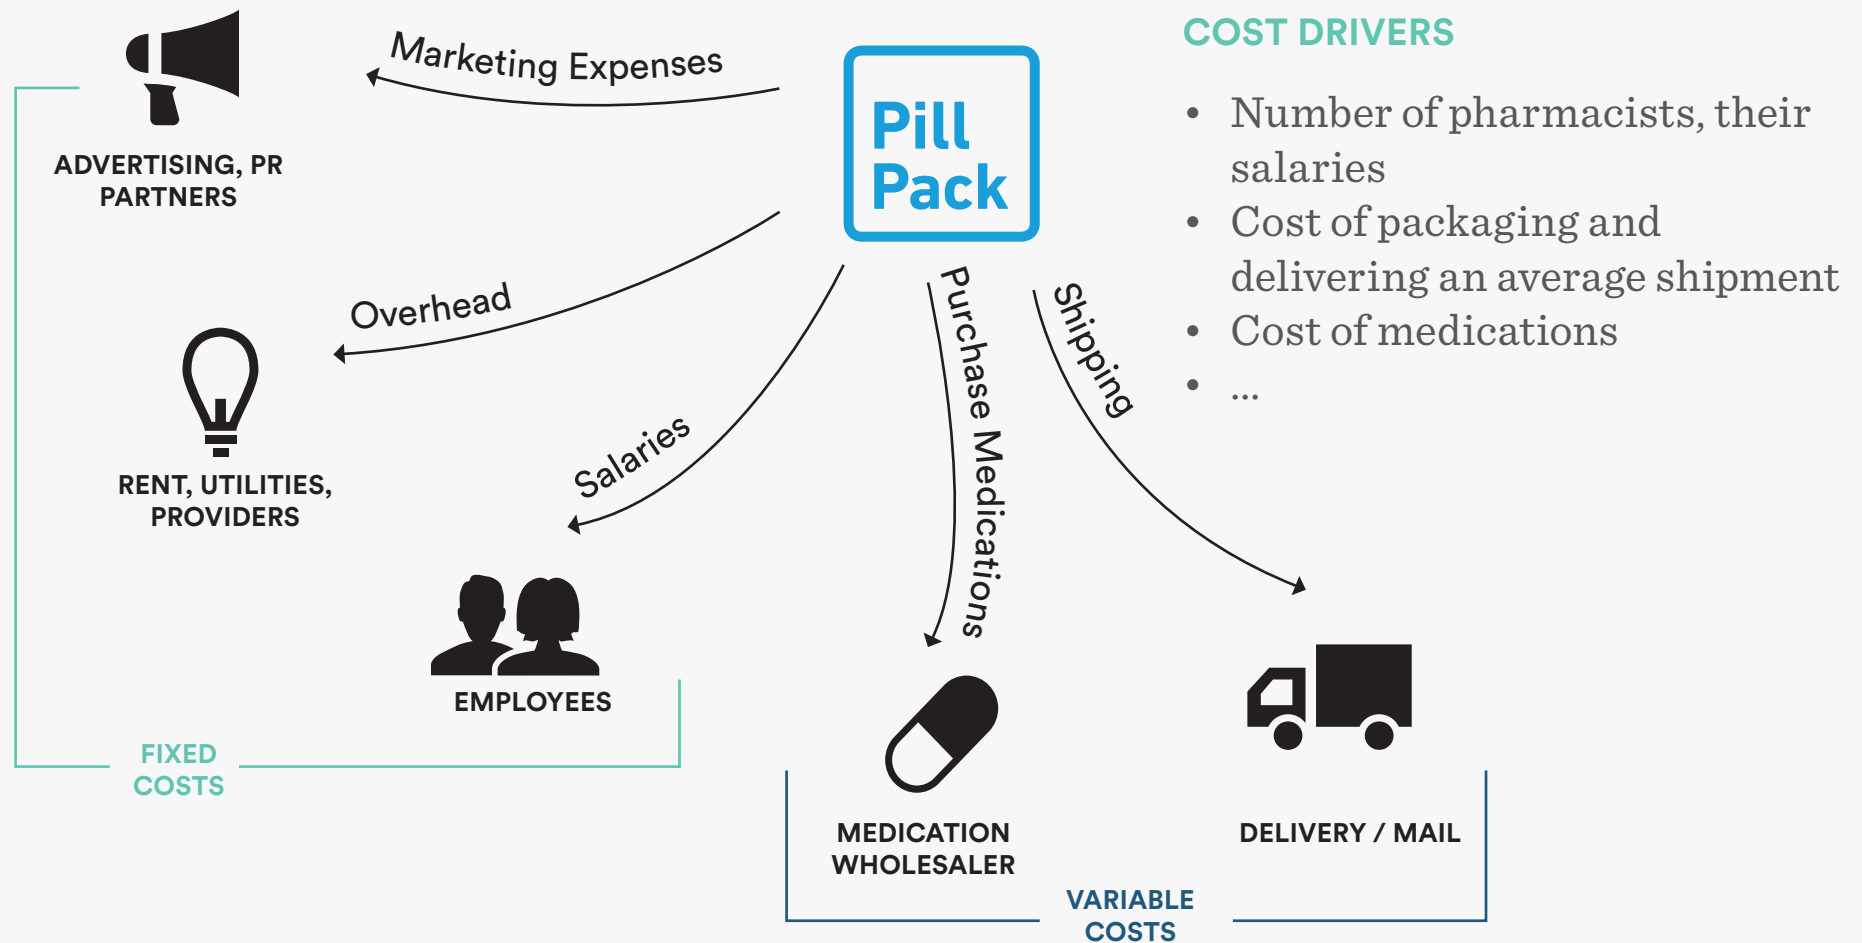 Marketing Expenses
Pill
Pack
COST DRIVERS
• Number of pharmacists, their
salaries
• Cost of packaging and
delivering an average shipment
• Cost of medications
• ...
ADVERTISING, PR
PARTNERS
Overhead
RENT, UTILITIES,
PROVIDERS
Salaries
EMPLOYEES
Purchase Medications
Shipping
FIXED
COSTS
MEDICATION
WHOLESALER
DELIVERY / MAIL
VARIABLE
COSTS